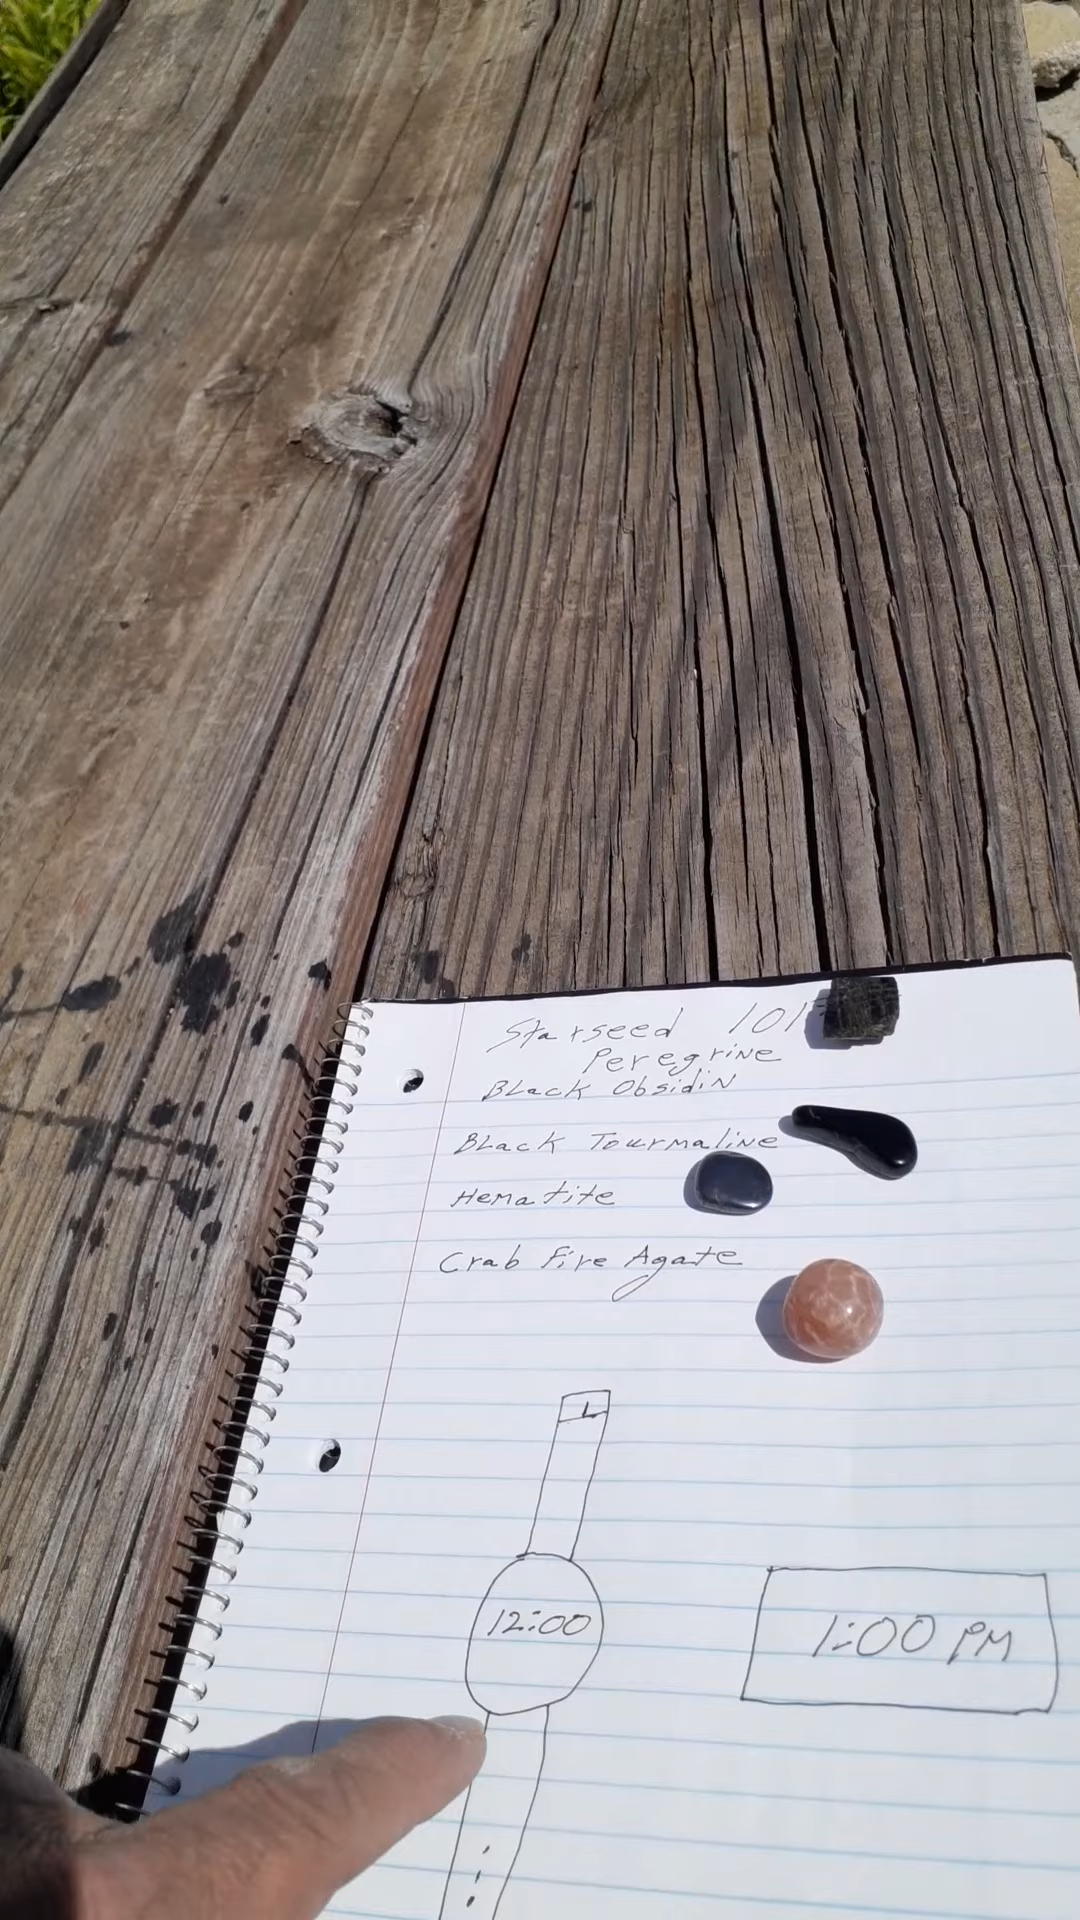 Starseed 101
Peregrine
Black Obsidin
Black Tourmaline
Hematite
Crab fire Agate
12:00
1:00 PM